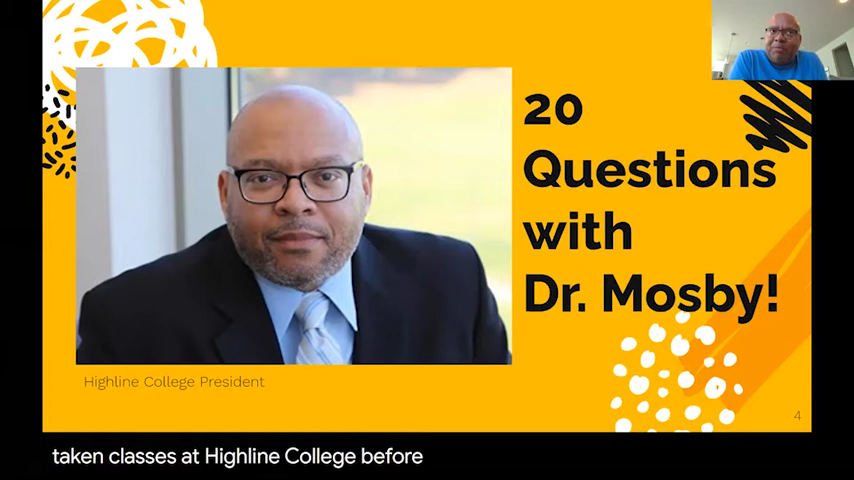 20
Questions
with
Dr. Mosby!
Highline College President
4
taken classes at Highline College before